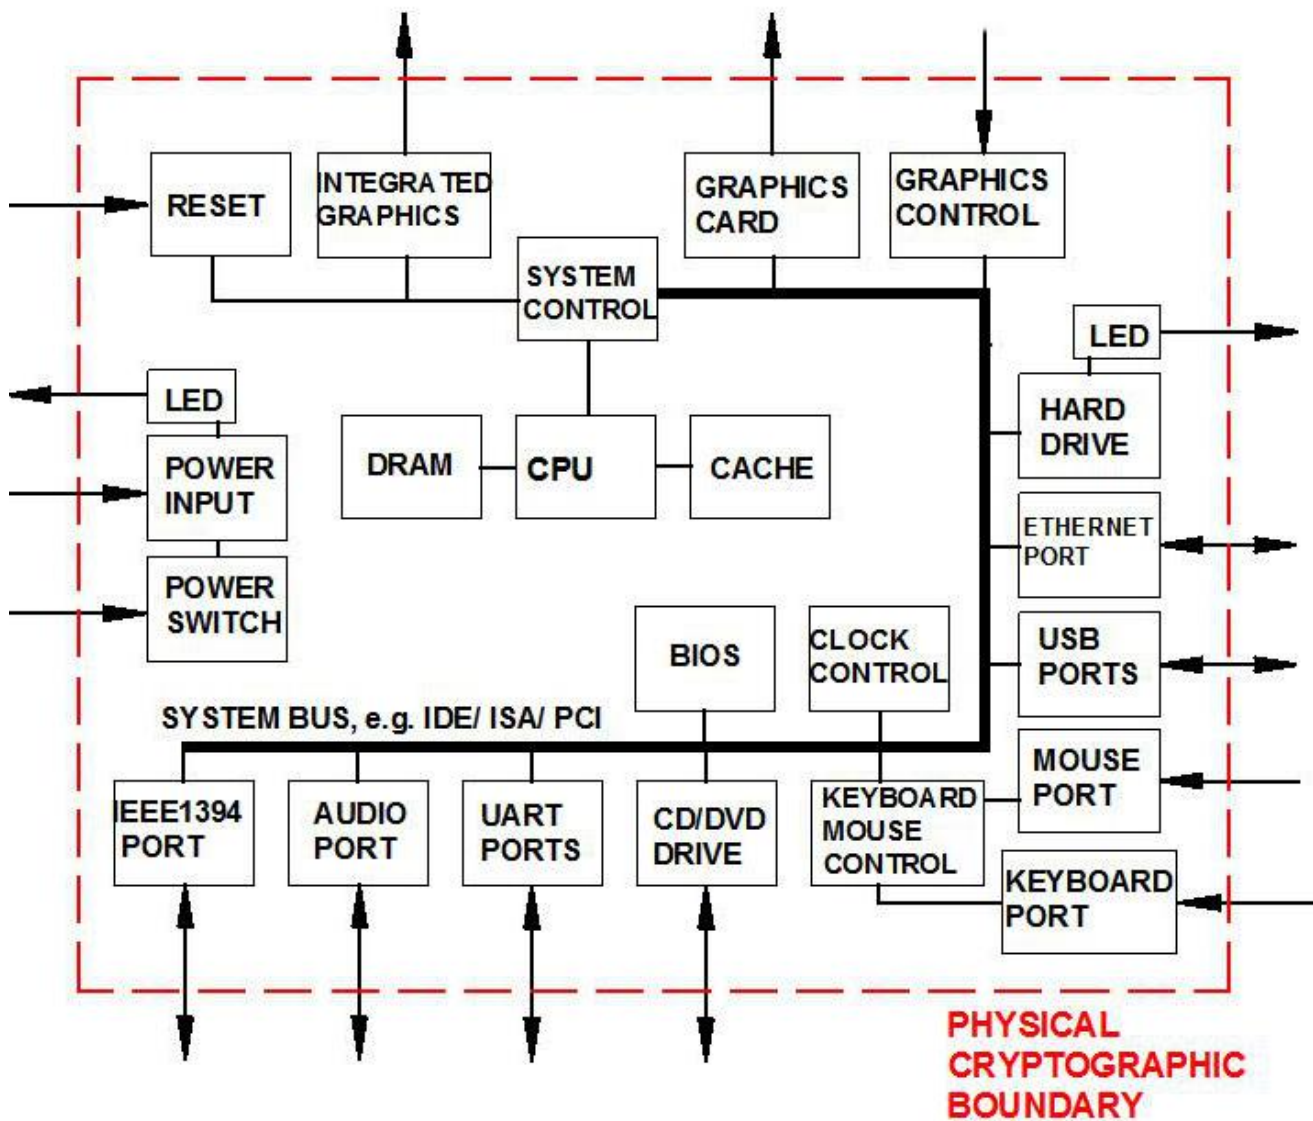 RESET
INTEGRATED
GRAPHICS
GRAPHICS
CARD
GRAPHICS
CONTROL
SYSTEM
CONTROL
LED
HARD
DRIVE
LED
POWER
INPUT
POWER
SWITCH
DRAM
CPU
CACHE
ETHERNET
PORT
USB
PORTS
BIOS
CLOCK
CONTROL
SYSTEM BUS, e.g. IDE/ ISA/ PCI
MOUSE
PORT
IEEE1394
PORT
AUDIO
PORT
UART
PORTS
CD/DVD
DRIVE
KEYBOARD
MOUSE
CONTROL
KEYBOARD
PORT
PHYSICAL
CRYPTOGRAPHIC
BOUNDARY